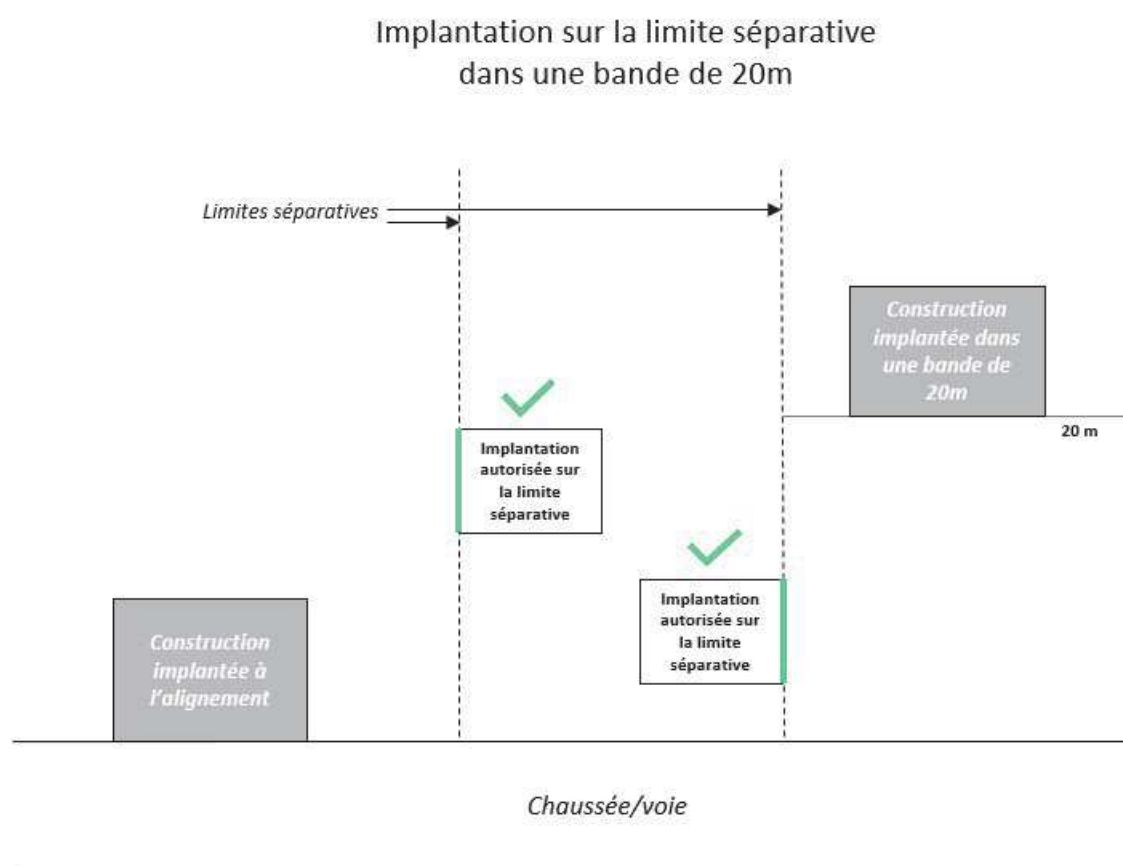 Implantation sur la limite séparative
dans une bande de 20m
Limites séparatives
Construction
implantée dans
une bande de
20m
20 m
Implantation
autorisée sur
la limite
séparative
Implantation
autorisée sur
la limite
séparative
Construction
implantée à
l'alignement
Chaussée/voie